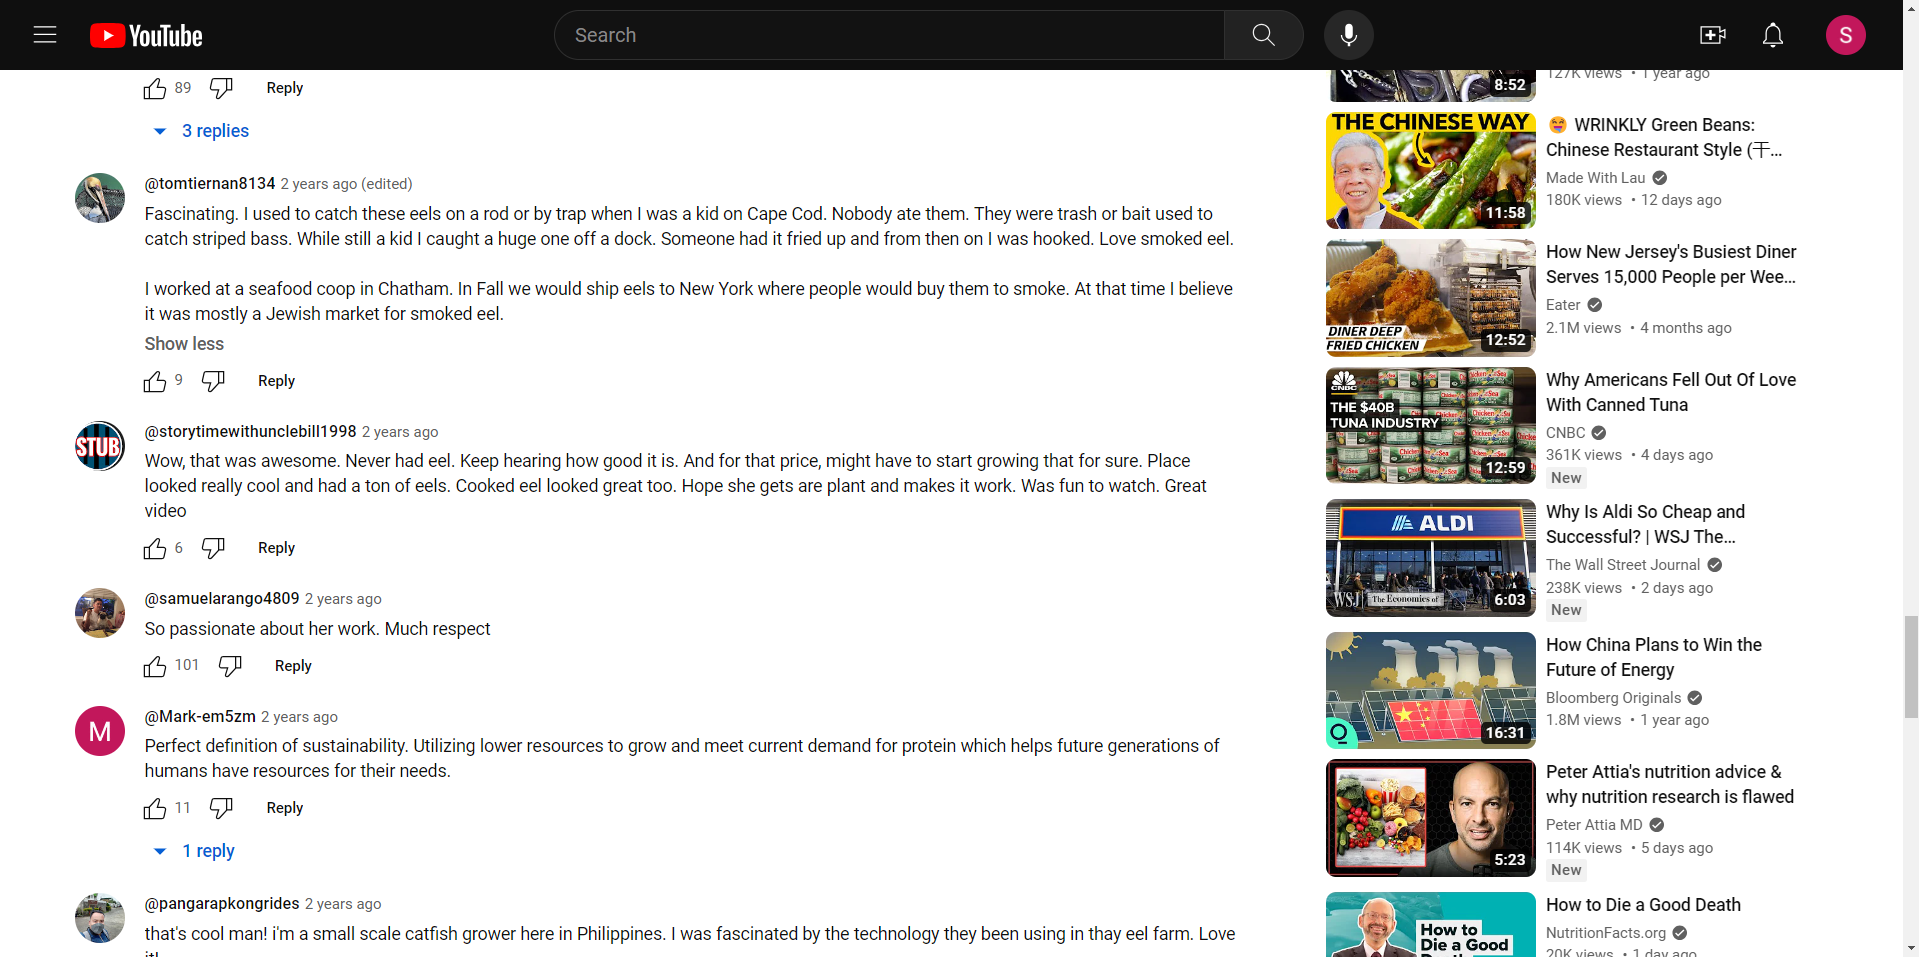 YouTube
Search
S
89
Reply
3 replies
@tomtiernan8134 2 years ago (edited)
Fascinating. I used to catch these eels on a rod or by trap when I was a kid on Cape Cod. Nobody ate them. They were trash or bait used to
catch striped bass. While still a kid I caught a huge one off a dock. Someone had it fried up and from then on I was hooked. Love smoked eel.
I worked at a seafood coop in Chatham. In Fall we would ship eels to New York where people would buy them to smoke. At that time I believe
it was mostly a Jewish market for smoked eel.
Show less
9
Reply
STUB
@storytimewithunclebill1998 2 years ago
Wow, that was awesome. Never had eel. Keep hearing how good it is. And for that price, might have to start growing that for sure. Place
looked really cool and had a ton of eels. Cooked eel looked great too. Hope she gets are plant and makes it work. Was fun to watch. Great
video
6
Reply
@samuelarango4809 2 years ago
So passionate about her work. Much respect
101
Reply
M
@Mark-em5zm 2 years ago
Perfect definition of sustainability. Utilizing lower resources to grow and meet current demand for protein which helps future generations of
humans have resources for their needs.
11
Reply
1 reply
@pangarapkongrides 2 years ago
that's cool man! i'm a small scale catfish grower here in Philippines. I was fascinated by the technology they been using in thay eel farm. Love
it!
8:52
127K views • 1 year ago
THE CHINESE WAY
11:58
WRINKLY Green Beans:
Chinese Restaurant Style (干...
Made With Lau
180K views • 12 days ago
DINER DEEP
FRIED CHICKEN
12:52
How New Jersey's Busiest Diner
Serves 15,000 People per Wee...
Eater
2.1M views • 4 months ago
CNBC
THE $40B
TUNA INDUSTRY
12:59
Why Americans Fell Out Of Love
With Canned Tuna
CNBC
361K views • 4 days ago
New
ALDI
WSJ
The Economics of
6:03
Why Is Aldi So Cheap and
Successful? | WSJ The...
The Wall Street Journal
238K views • 2 days ago
New
16:31
How China Plans to Win the
Future of Energy
Bloomberg Originals
1.8M views • 1 year ago
5:23
Peter Attia's nutrition advice &
why nutrition research is flawed
Peter Attia MD
114K views • 5 days ago
New
How to
Die a Good
How to Die a Good Death
NutritionFacts.org
20K views • 1 day ago